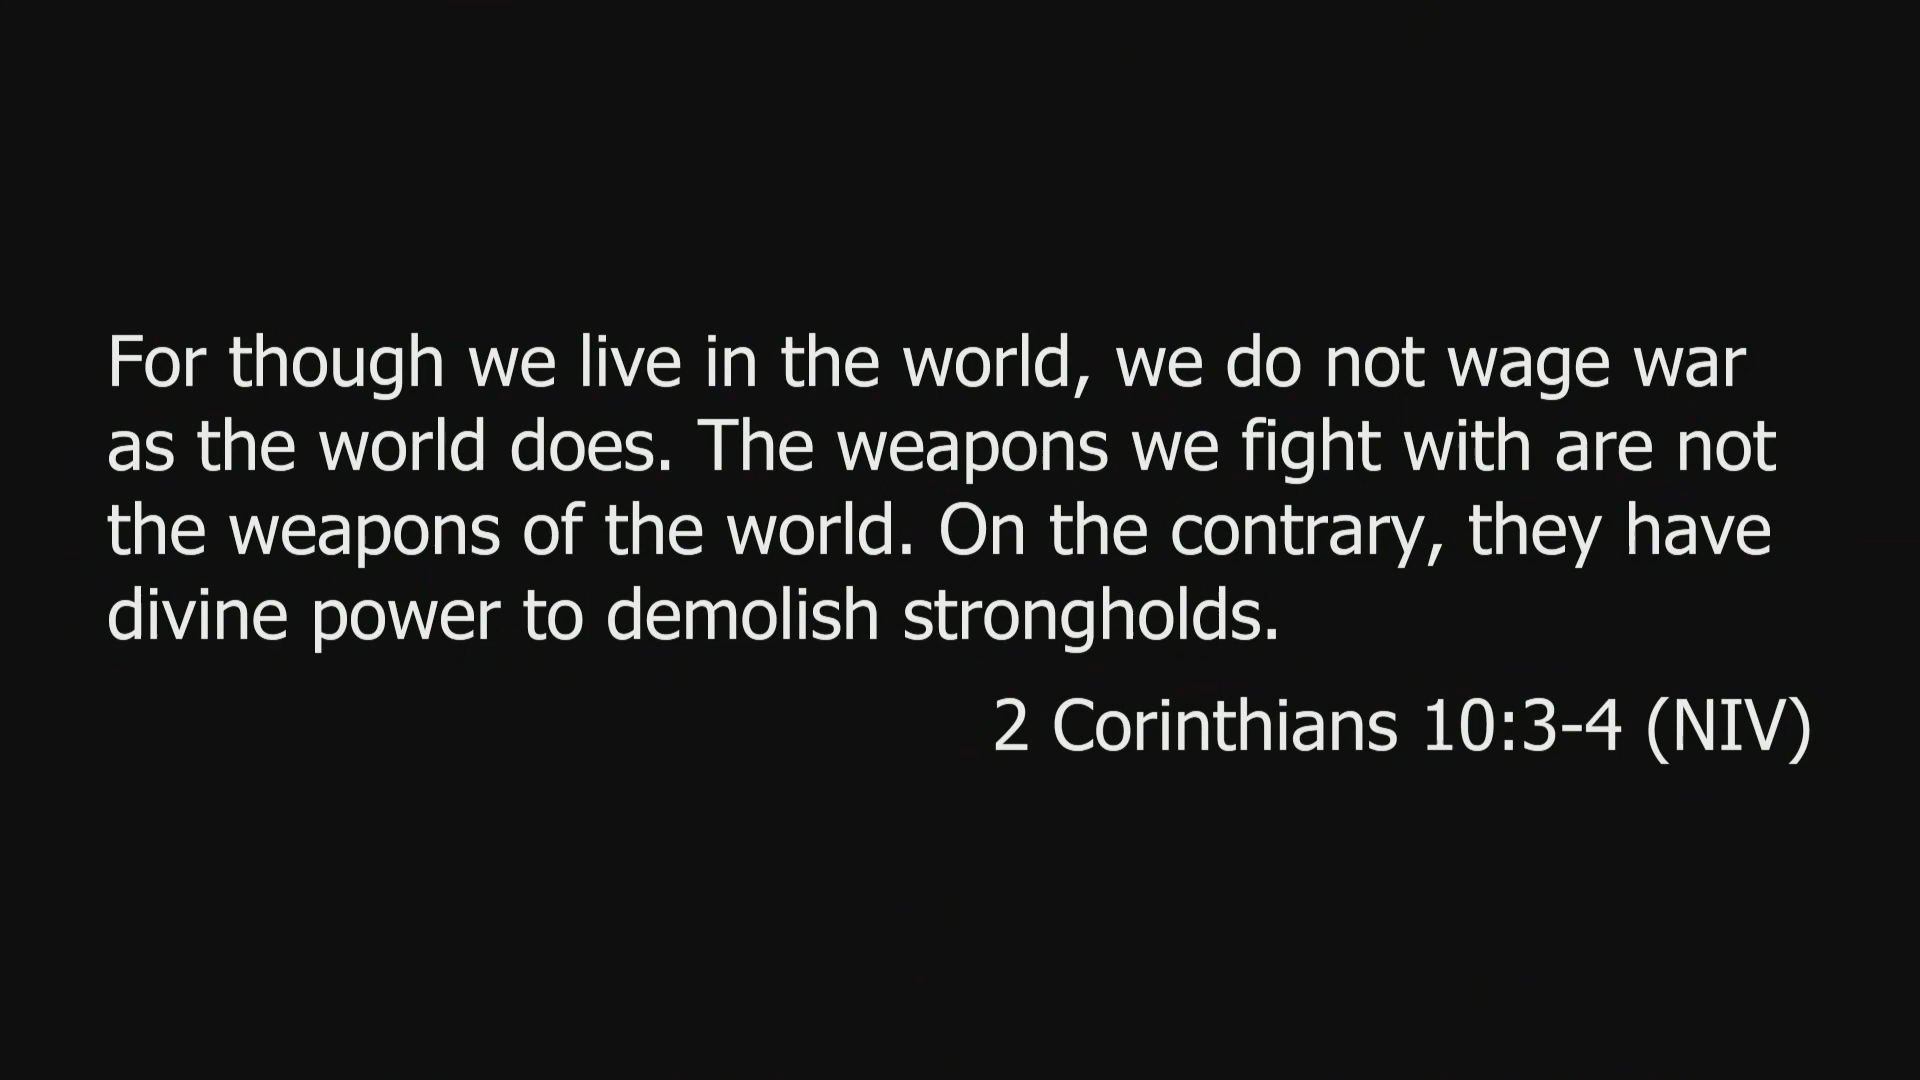 For though we live in the world, we do not wage war
as the world does. The weapons we fight with are not
the weapons of the world. On the contrary, they have
divine power to demolish strongholds.
2 Corinthians 10:3-4 (NIV)